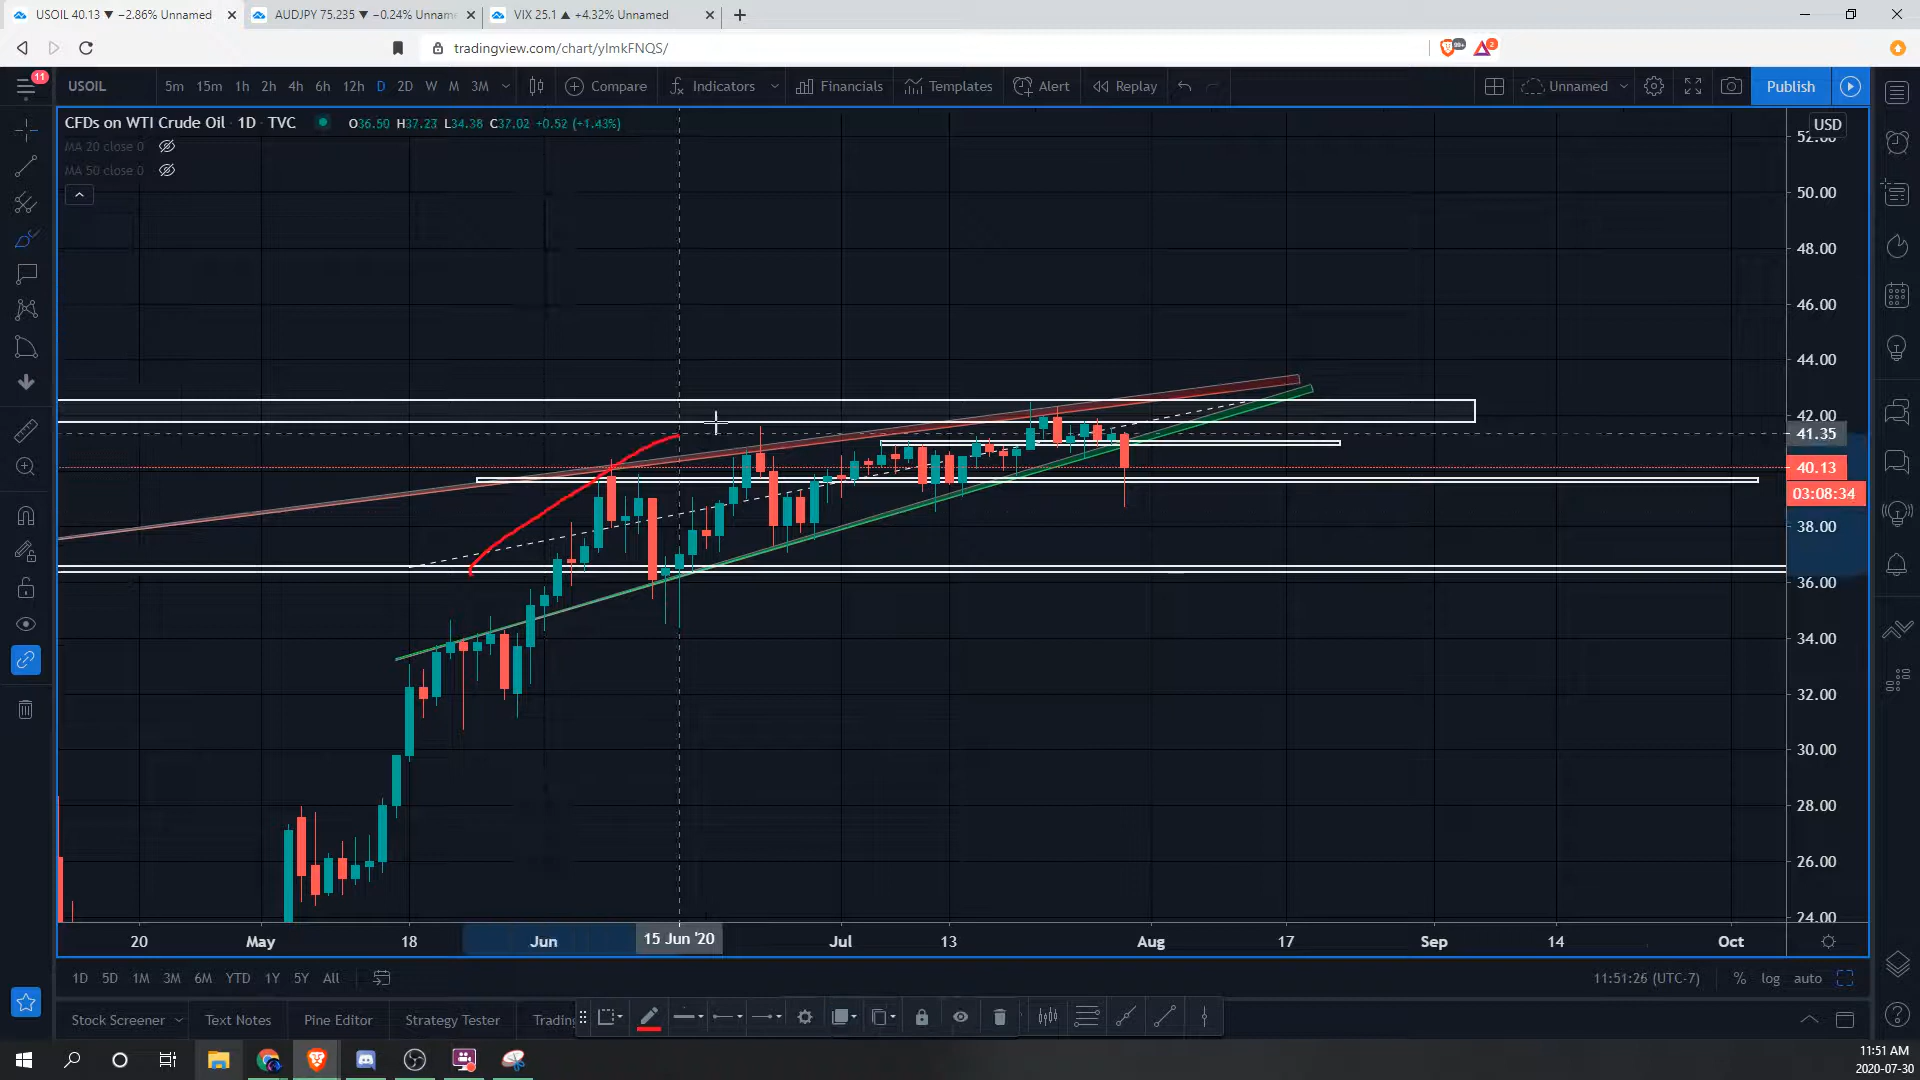 USOIL 40.13 ▼ −2.86% Unnamed
AUDJPY 75.235 ▼ −0.24% Unname
VIX 25.1 ▲ +4.32% Unnamed
tradingview.com/chart/ylmkFNQS/
99+
2
11
USOIL 5m 15m 1h 2h 4h 6h 12h D 2D W M 3M Compare Indicators Financials Templates Alert Replay Unnamed Publish
CFDs on WTI Crude Oil · 1D · TVC O36.50 H37.23 L34.38 C37.02 +0.52 (+1.43%)
USD
MA 20 close 0
MA 50 close 0
50.00
48.00
46.00
44.00
42.00
41.35
40.13
03:08:34
38.00
36.00
34.00
32.00
30.00
28.00
26.00
24.00
20 May 18 Jun 15 Jun '20 Jul 13 Aug 17 Sep 14 Oct
1D 5D 1M 3M 6M YTD 1Y 5Y All 11:51:26 (UTC-7) % log auto
Stock Screener Text Notes Pine Editor Strategy Tester Trading
11:51 AM
2020-07-30